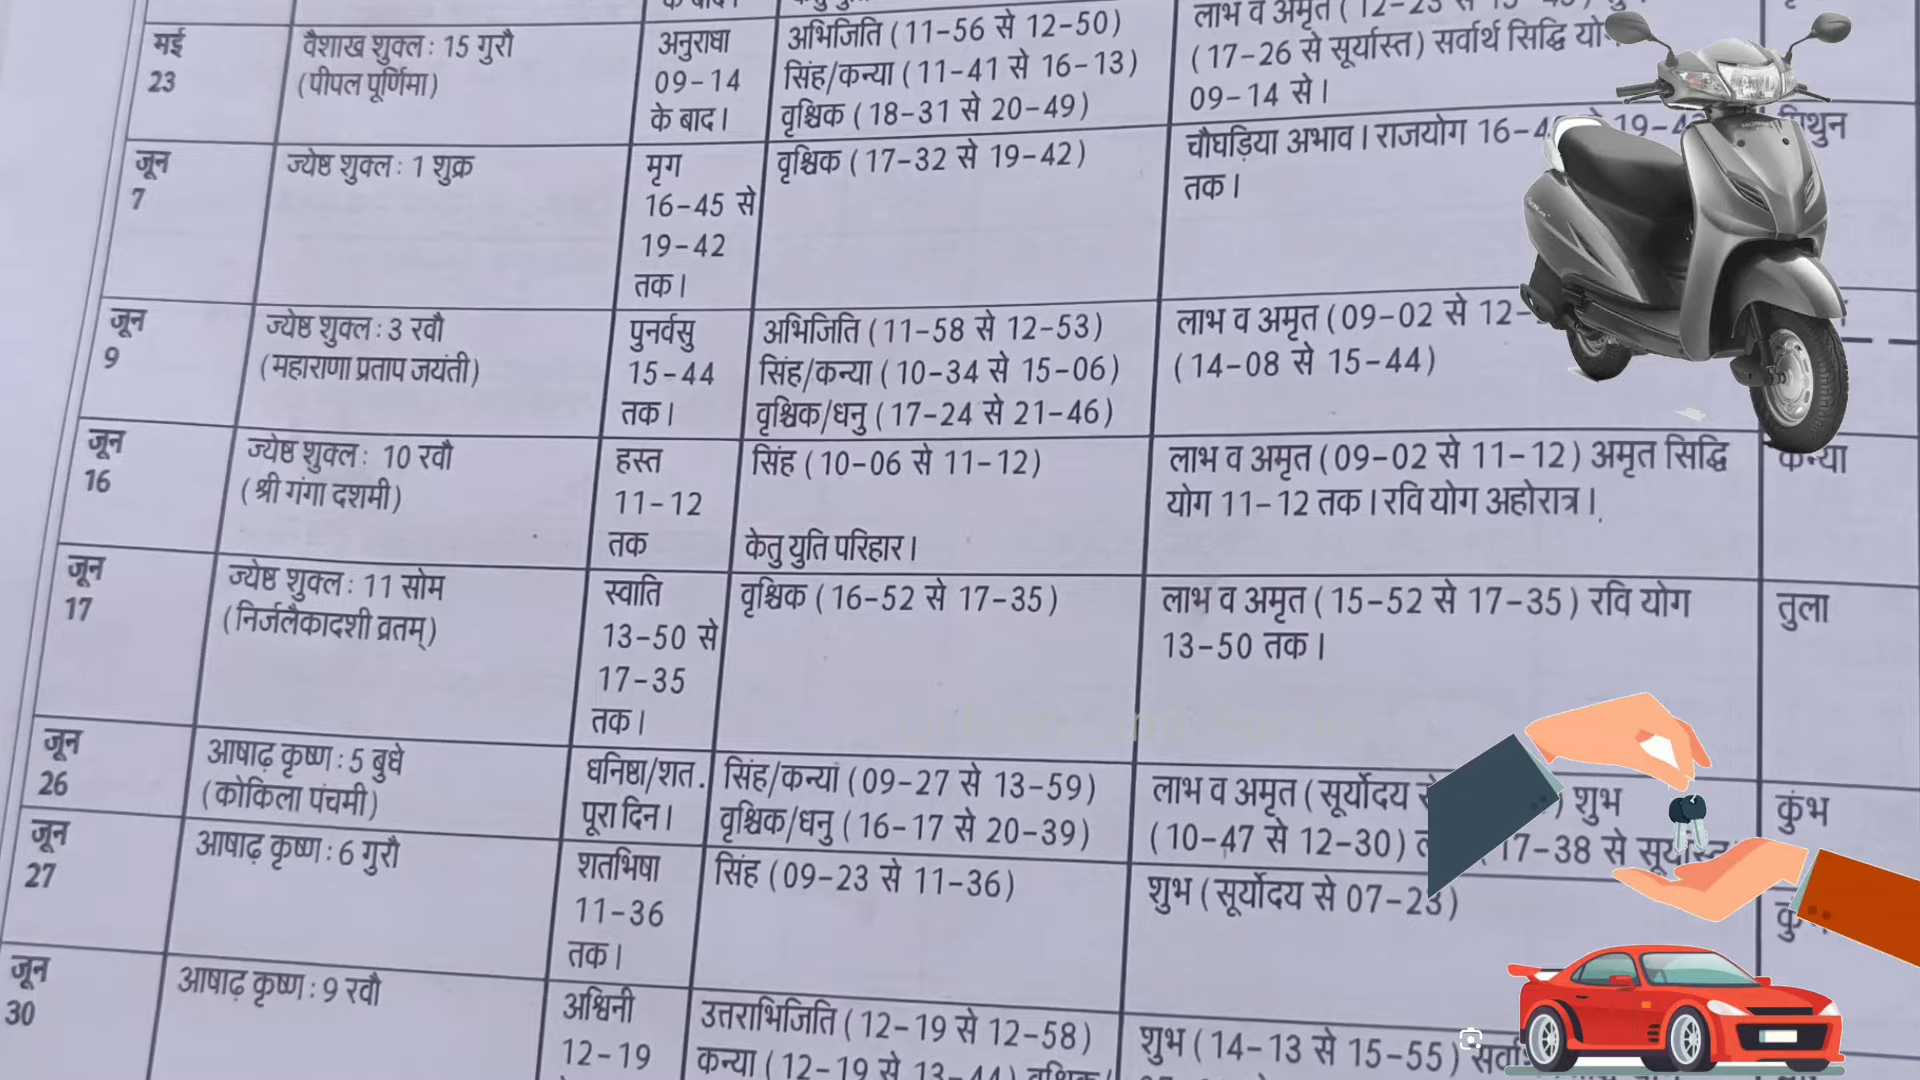 के बाद।
लाभ व अमृत (12-23 से
मई
23
वैशाख शुक्ल: 15 गुरौ
(पीपल पूर्णिमा)
अनुराधा
09-14
के बाद।
अभिजिति (11-56 से 12-50)
सिंह/कन्या (11-41 से 16-13)
वृश्चिक (18-31 से 20-49)
(17-26 से सूर्यास्त) सर्वार्थ सिद्धि
09-14 से।
जून
7
ज्येष्ठ शुक्ल: 1 शुक्र
मृग
16-45 से
19-42
तक।
वृश्चिक (17-32 से 19-42)
चौघड़िया अभाव। राजयोग
तक।
मिथुन
जून
9
ज्येष्ठ शुक्ल: 3 रवौ
(महाराणा प्रताप जयंती)
पुनर्वसु
15-44
तक।
अभिजिति (11-58 से 12-53)
सिंह/कन्या (10-34 से 15-06)
वृश्चिक/धनु (17-24 से 21-46)
लाभ व अमृत (09-02 से
(14-08 से 15-44)
जून
16
ज्येष्ठ शुक्ल: 10 रवौ
(श्री गंगा दशमी)
हस्त
11-12
तक
सिंह (10-06 से 11-12)
केतु युति परिहार।
लाभ व अमृत (09-02 से 11-12) अमृत सिद्धि
योग 11-12 तक। रवि योग अहोरात्र।
कन्या
जून
17
ज्येष्ठ शुक्ल: 11 सोम
(निर्जलैकादशी व्रतम्)
स्वाति
13-50 से
17-35
तक।
वृश्चिक (16-52 से 17-35)
लाभ व अमृत (15-52 से 17-35) रवि योग
13-50 तक।
तुला
जून
26
आषाढ़ कृष्ण: 5 बुधे
(कोकिला पंचमी)
धनिष्ठा/शत.
पूरा दिन।
सिंह/कन्या (09-27 से 13-59)
वृश्चिक/धनु (16-17 से 20-39)
लाभ व अमृत (सूर्योदय शुभ
(10-47 से 12-30) 17-38 से सूर्यास्त
कुंभ
जून
27
आषाढ़ कृष्ण: 6 गुरौ
शतभिषा
11-36
तक।
सिंह (09-23 से 11-36)
शुभ (सूर्योदय से 07-23)
जून
30
आषाढ़ कृष्ण: 9 रवौ
अश्विनी
12-19
उत्तराभिजिति (12-19 से 12-58)
कन्या (12-19 से 13-44) वृश्चिक/
शुभ (14-13 से 15-55)